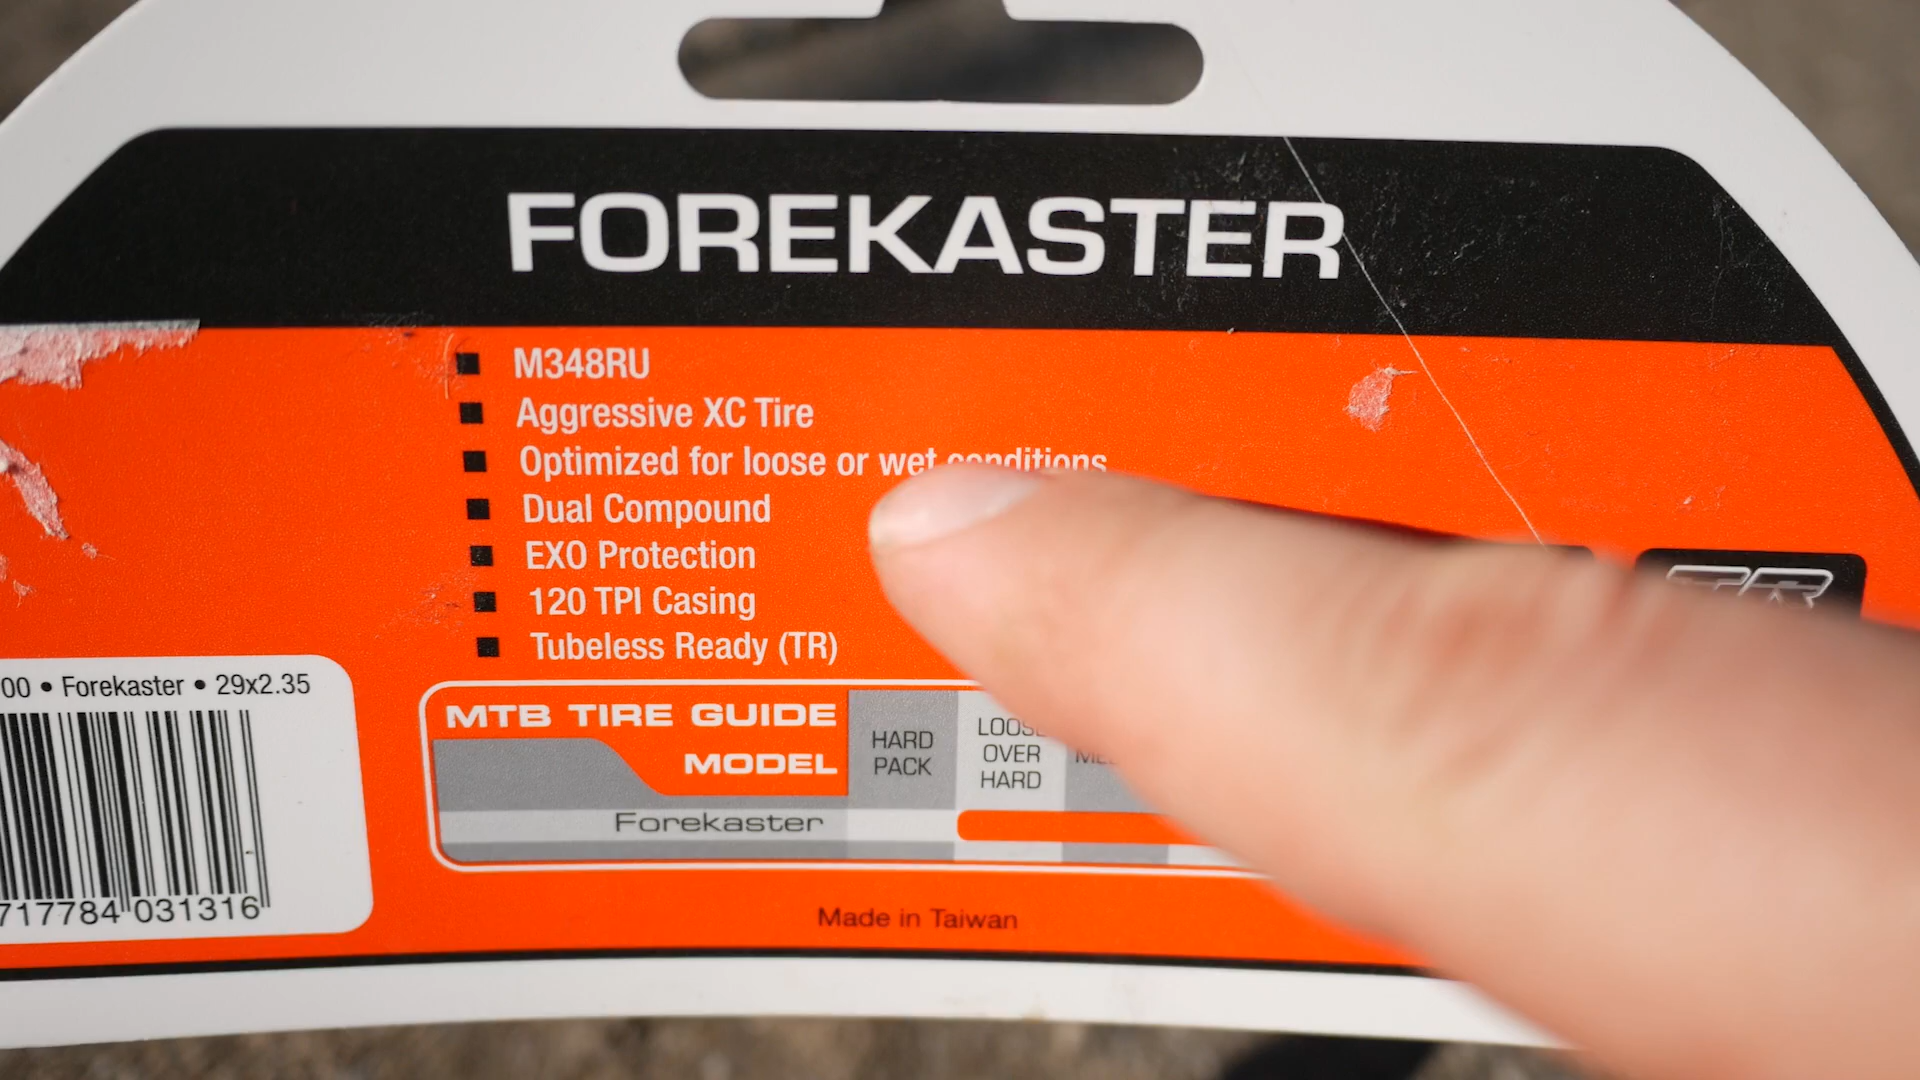 FOREKASTER
M348RU
Aggressive XC Tire
Optimized for loose or wet conditions
Dual Compound
EXO Protection
120 TPI Casing
Tubeless Ready (TR)
TR
00 • Forekaster • 29x2.35
717784 031316
MTB TIRE GUIDE
MODEL
HARD
PACK
LOOSE
OVER
HARD
Forekaster
Made in Taiwan